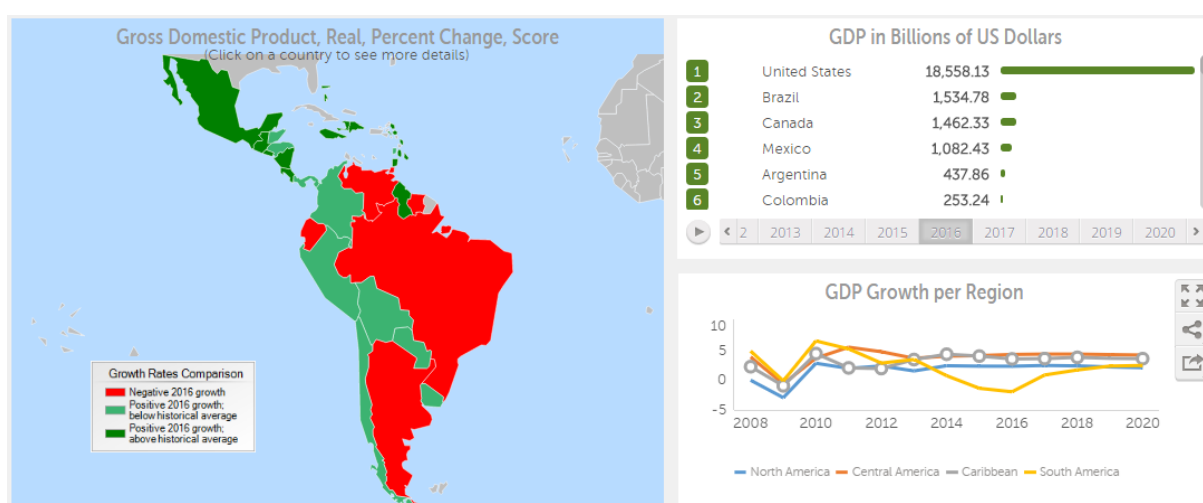 Gross Domestic Product, Real, Percent Change, Score
(Click on a country to see more details)
Growth Rates Comparison
Negative 2016 growth
Positive 2016 growth;
below historical average
Positive 2016 growth;
above historical average
GDP in Billions of US Dollars
1 United States 18,558.13
2 Brazil 1,534.78
3 Canada 1,462.33
4 Mexico 1,082.43
5 Argentina 437.86
6 Colombia 253.24
2 2013 2014 2015 2016 2017 2018 2019 2020
GDP Growth per Region
10
5
0
-5
2008 2010 2012 2014 2016 2018 2020
North America Central America Caribbean South America